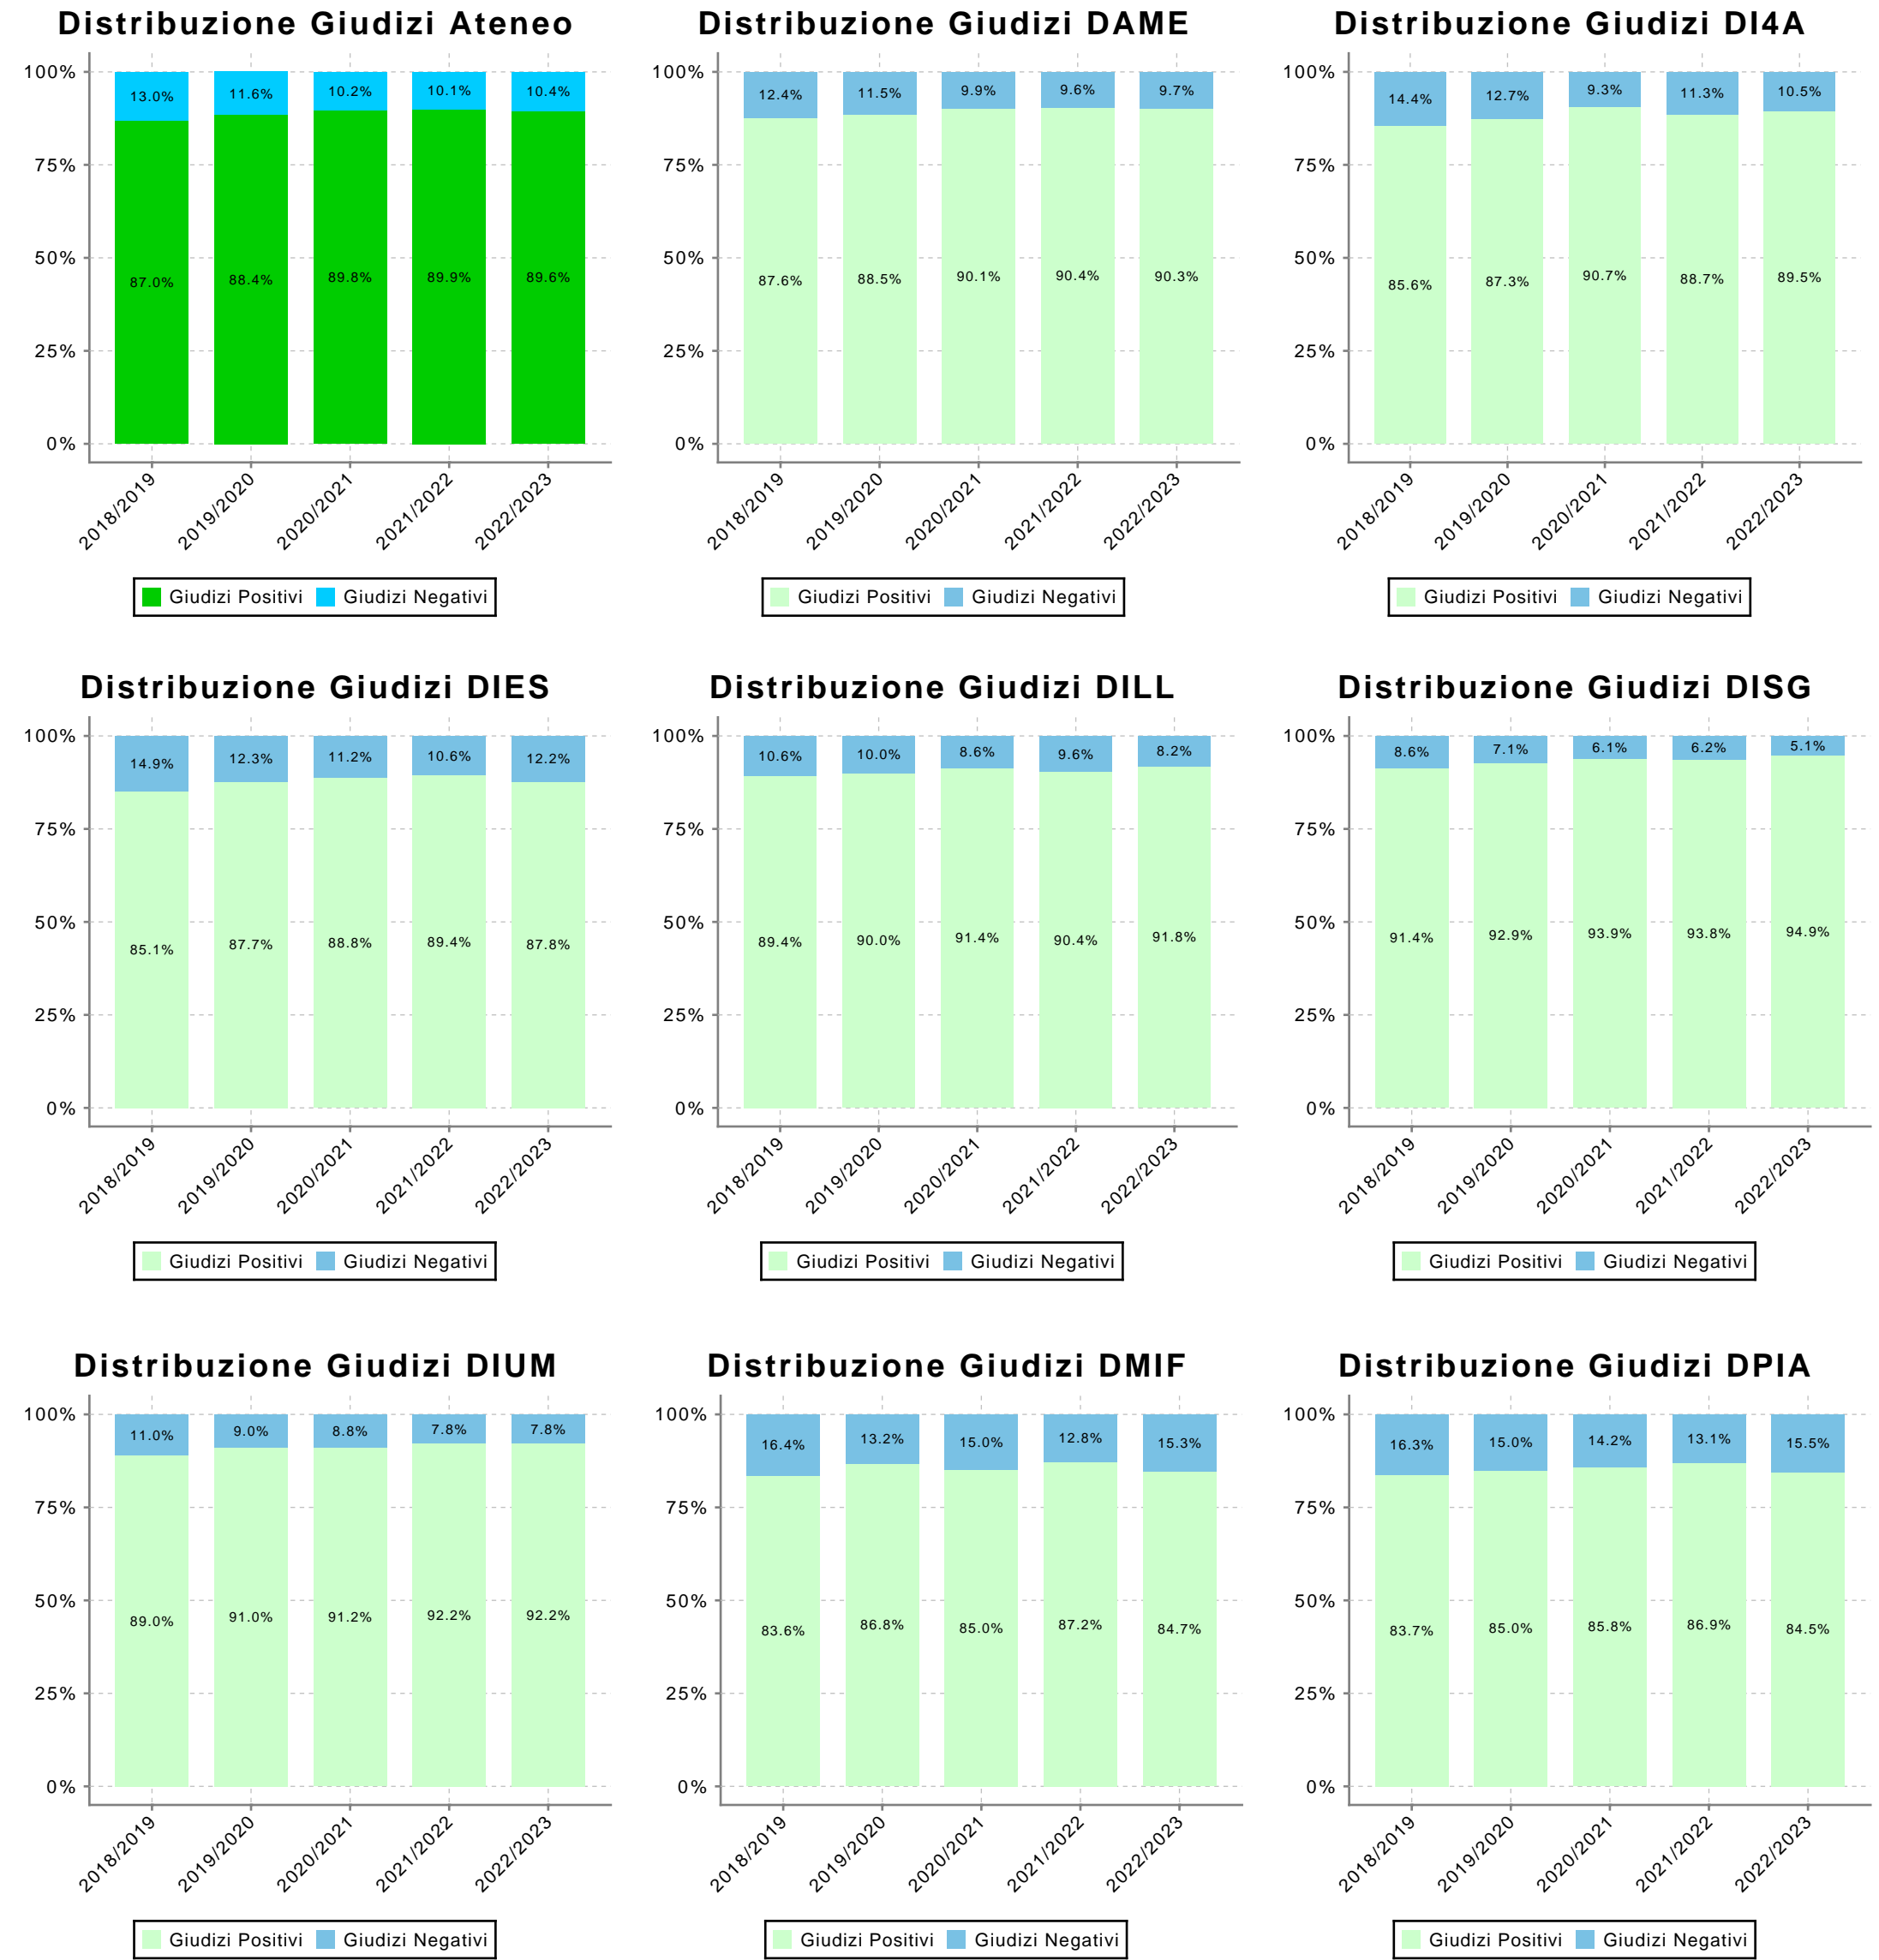 Distribuzione Giudizi Ateneo
100%
75%
50%
25%
0%
13.0% 11.6% 10.2% 10.1% 10.4%
87.0% 88.4% 89.8% 89.9% 89.6%
2018/2019 2019/2020 2020/2021 2021/2022 2022/2023
Giudizi Positivi Giudizi Negativi
Distribuzione Giudizi DAME
100%
75%
50%
25%
0%
12.4% 11.5% 9.9% 9.6% 9.7%
87.6% 88.5% 90.1% 90.4% 90.3%
2018/2019 2019/2020 2020/2021 2021/2022 2022/2023
Giudizi Positivi Giudizi Negativi
Distribuzione Giudizi DI4A
100%
75%
50%
25%
0%
14.4% 12.7% 9.3% 11.3% 10.5%
85.6% 87.3% 90.7% 88.7% 89.5%
2018/2019 2019/2020 2020/2021 2021/2022 2022/2023
Giudizi Positivi Giudizi Negativi
Distribuzione Giudizi DIES
100%
75%
50%
25%
0%
14.9% 12.3% 11.2% 10.6% 12.2%
85.1% 87.7% 88.8% 89.4% 87.8%
2018/2019 2019/2020 2020/2021 2021/2022 2022/2023
Giudizi Positivi Giudizi Negativi
Distribuzione Giudizi DILL
100%
75%
50%
25%
0%
10.6% 10.0% 8.6% 9.6% 8.2%
89.4% 90.0% 91.4% 90.4% 91.8%
2018/2019 2019/2020 2020/2021 2021/2022 2022/2023
Giudizi Positivi Giudizi Negativi
Distribuzione Giudizi DISG
100%
75%
50%
25%
0%
8.6% 7.1% 6.1% 6.2% 5.1%
91.4% 92.9% 93.9% 93.8% 94.9%
2018/2019 2019/2020 2020/2021 2021/2022 2022/2023
Giudizi Positivi Giudizi Negativi
Distribuzione Giudizi DIUM
100%
75%
50%
25%
0%
11.0% 9.0% 8.8% 7.8% 7.8%
89.0% 91.0% 91.2% 92.2% 92.2%
2018/2019 2019/2020 2020/2021 2021/2022 2022/2023
Giudizi Positivi Giudizi Negativi
Distribuzione Giudizi DMIF
100%
75%
50%
25%
0%
16.4% 13.2% 15.0% 12.8% 15.3%
83.6% 86.8% 85.0% 87.2% 84.7%
2018/2019 2019/2020 2020/2021 2021/2022 2022/2023
Giudizi Positivi Giudizi Negativi
Distribuzione Giudizi DPIA
100%
75%
50%
25%
0%
16.3% 15.0% 14.2% 13.1% 15.5%
83.7% 85.0% 85.8% 86.9% 84.5%
2018/2019 2019/2020 2020/2021 2021/2022 2022/2023
Giudizi Positivi Giudizi Negativi